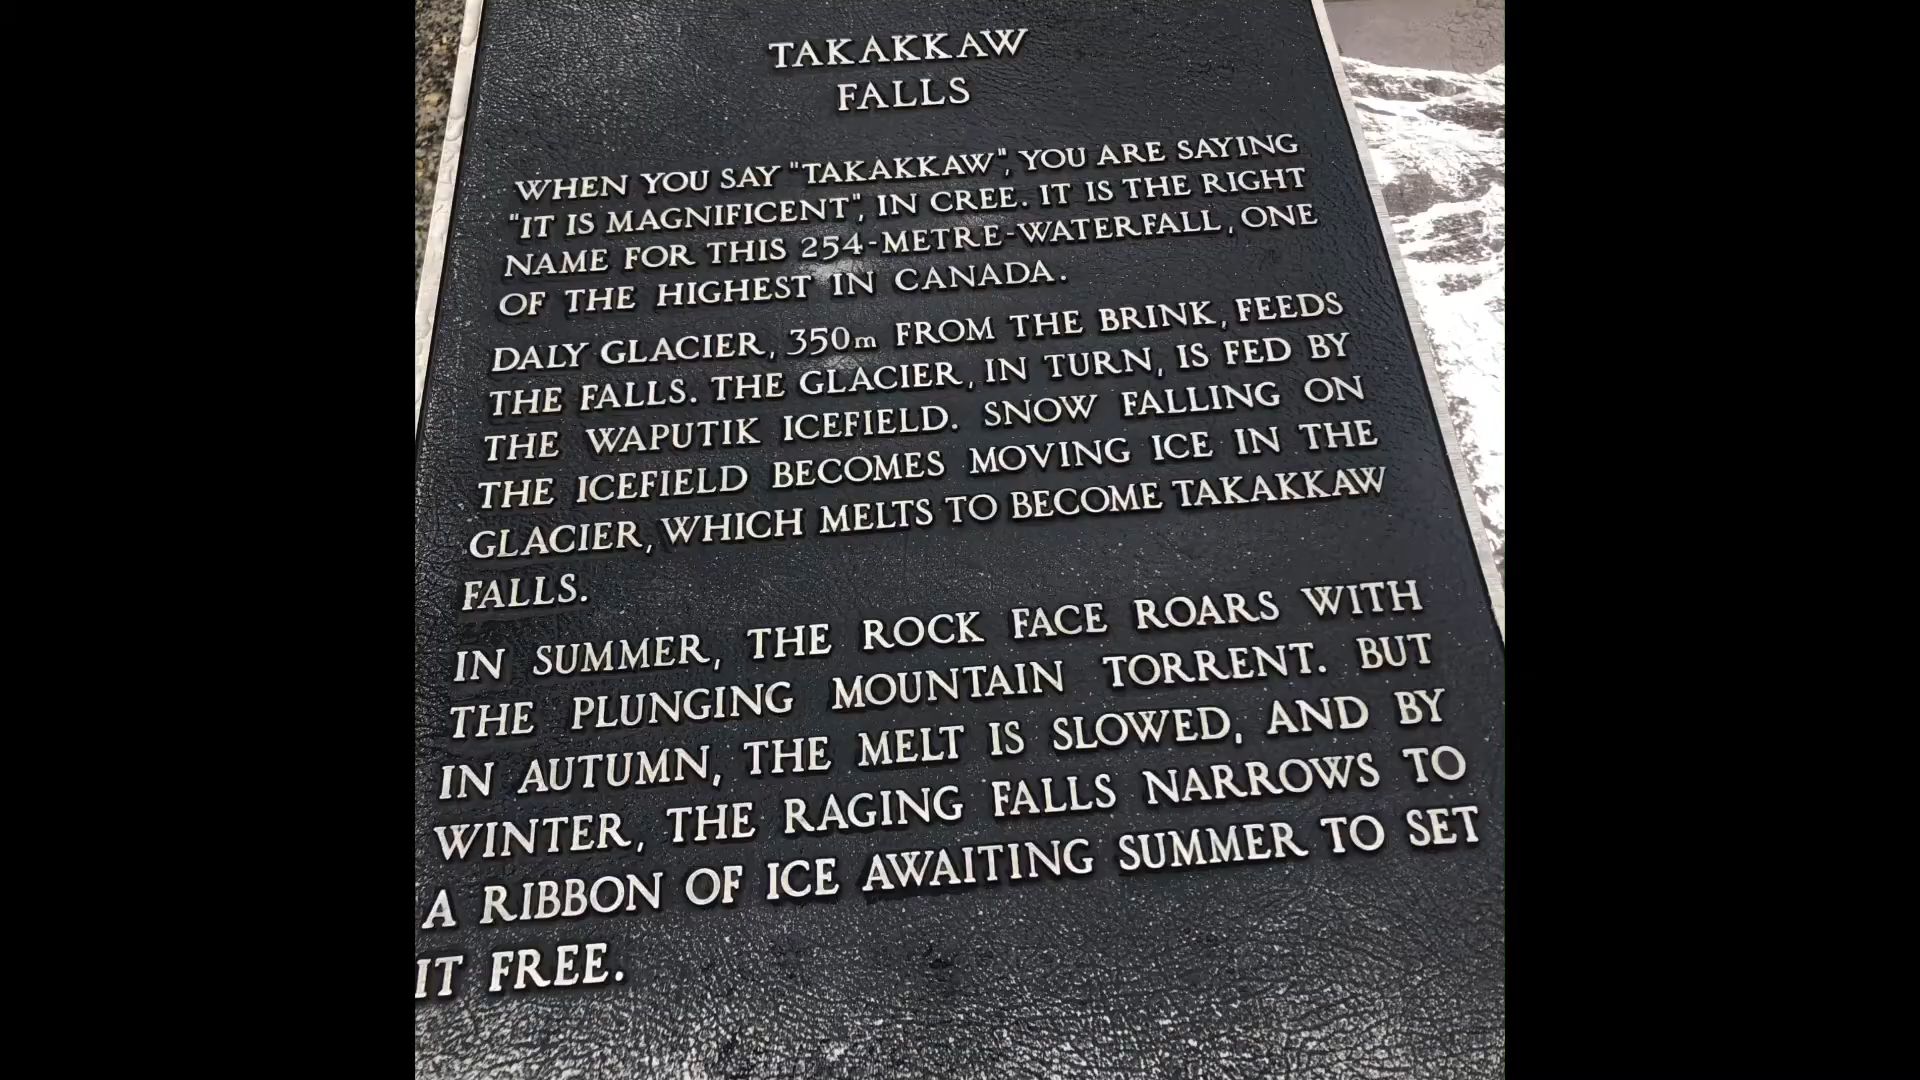 TAKAKKAW
FALLS
WHEN YOU SAY "TAKAKKAW", YOU ARE SAYING
"IT IS MAGNIFICENT", IN CREE. IT IS THE RIGHT
NAME FOR THIS 254-METRE-WATERFALL, ONE
OF THE HIGHEST IN CANADA.
DALY GLACIER, 350m FROM THE BRINK, FEEDS
THE FALLS. THE GLACIER, IN TURN, IS FED BY
THE WAPUTIK ICEFIELD. SNOW FALLING ON
THE ICEFIELD BECOMES MOVING ICE IN THE
GLACIER, WHICH MELTS TO BECOME TAKAKKAW
FALLS.
IN SUMMER, THE ROCK FACE ROARS WITH
THE PLUNGING MOUNTAIN TORRENT. BUT
IN AUTUMN, THE MELT IS SLOWED, AND BY
WINTER, THE RAGING FALLS NARROWS TO
A RIBBON OF ICE AWAITING SUMMER TO SET
IT FREE.